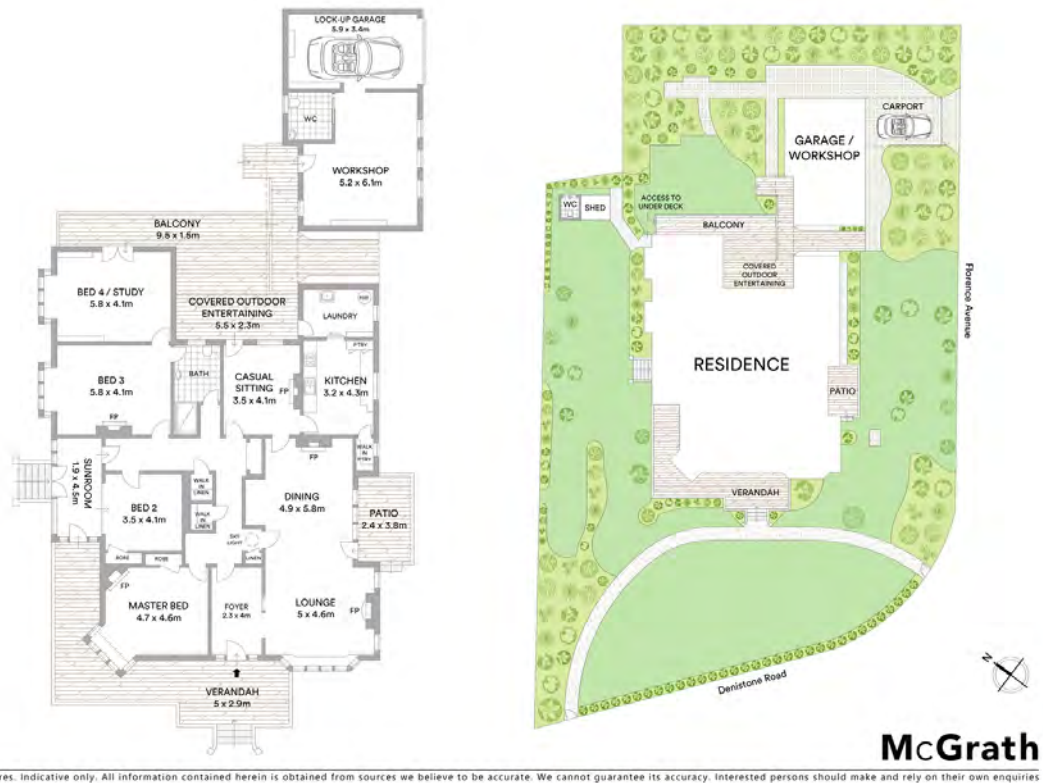 LOCK-UP GARAGE
5.9 x 3.4m
WC
WORKSHOP
5.2 x 6.1m
BALCONY
9.5 x 1.5m
BED 4 / STUDY
5.8 x 4.1m
COVERED OUTDOOR
ENTERTAINING
5.5 x 2.3m
LAUNDRY
BED 3
5.8 x 4.1m
FP
BATH
CASUAL
SITTING
3.5 x 4.1m
FP
PTRY
KITCHEN
3.2 x 4.3m
SUNROOM
1.9 x 4.5m
BED 2
3.5 x 4.1m
WALK
IN
LINEN
WALK
IN
LINEN
FP
WALK
IN
PTRY
DINING
4.9 x 5.8m
PATIO
2.4 x 3.8m
SKY
LIGHT
LINEN
ROBE
ROBE
FP
MASTER BED
4.7 x 4.6m
FOYER
2.3 x 4m
LOUNGE
5 x 4.6m
FP
VERANDAH
5 x 2.9m
CARPORT
GARAGE /
WORKSHOP
WC
SHED
ACCESS TO
UNDER DECK
BALCONY
COVERED
OUTDOOR
ENTERTAINING
Florence Avenue
RESIDENCE
PATIO
VERANDAH
Denistone Road
N
McGrath
res. Indicative only. All information contained herein is obtained from sources we believe to be accurate. We cannot guarantee its accuracy. Interested persons should make and rely on their own enquiries